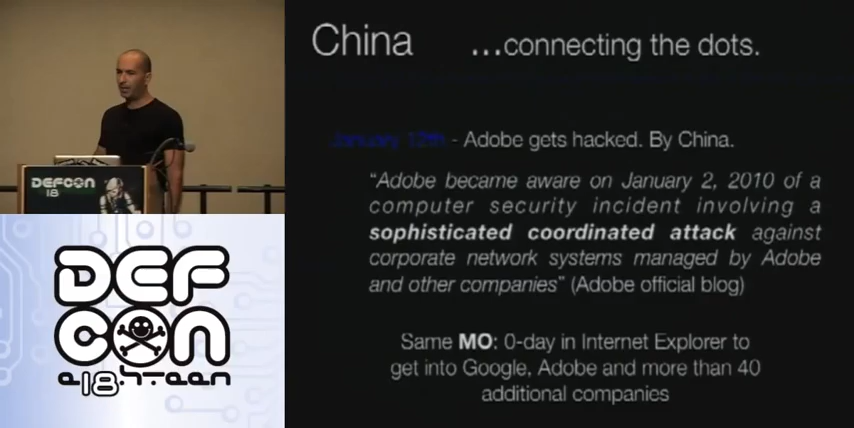 China ...connecting the dots.
January 12th - Adobe gets hacked. By China.
“Adobe became aware on January 2, 2010 of a
computer security incident involving a
sophisticated coordinated attack against
corporate network systems managed by Adobe
and other companies” (Adobe official blog)
Same MO: 0-day in Internet Explorer to
get into Google, Adobe and more than 40
additional companies
DEFCON
18
DEF
CON
e18hteen